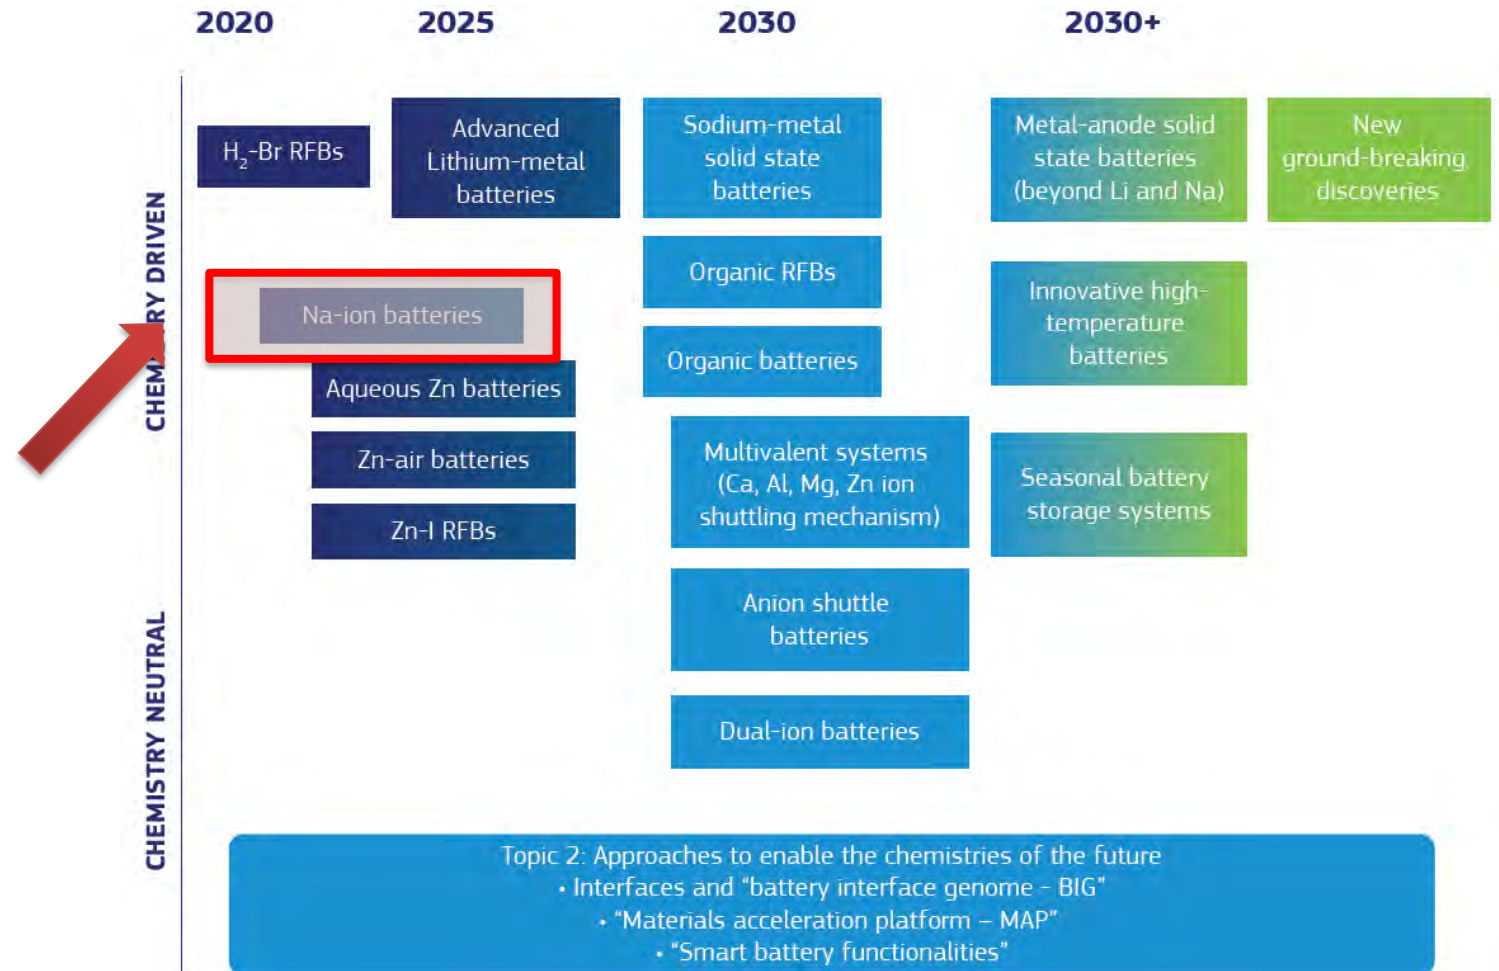 2020 2025 2030 2030+
CHEMISTRY DRIVEN
H₂-Br RFBs
Advanced
Lithium-metal
batteries
Sodium-metal
solid state
batteries
Metal-anode solid
state batteries
(beyond Li and Na)
New
ground-breaking
discoveries
Na-ion batteries
Organic RFBs
Innovative high-
temperature
batteries
Aqueous Zn batteries
Organic batteries
Zn-air batteries
Zn-I RFBs
Multivalent systems
(Ca, Al, Mg, Zn ion
shuttling mechanism)
Seasonal battery
storage systems
Anion shuttle
batteries
Dual-ion batteries
CHEMISTRY NEUTRAL
Topic 2: Approaches to enable the chemistries of the future
• Interfaces and “battery interface genome - BIG”
• “Materials acceleration platform – MAP”
• “Smart battery functionalities”